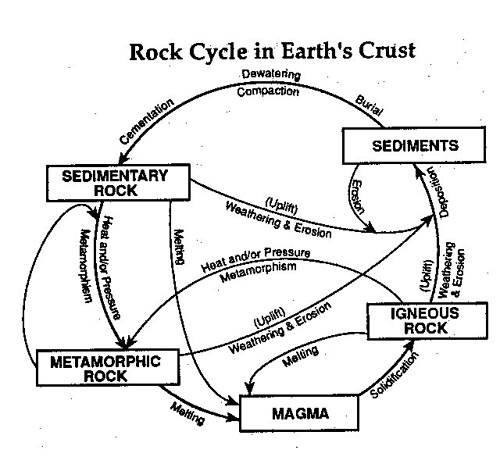 Rock Cycle in Earth's Crust
Dewatering
Compaction
Cementation
Burial
SEDIMENTS
SEDIMENTARY
ROCK
Erosion
Deposition
(Uplift)
Weathering & Erosion
Heat and/or Pressure
Metamorphism
Melting
Heat and/or Pressure
Metamorphism
(Uplift)
Weathering
& Erosion
(Uplift)
Weathering & Erosion
IGNEOUS
ROCK
METAMORPHIC
ROCK
Melting
Solidification
Melting
MAGMA